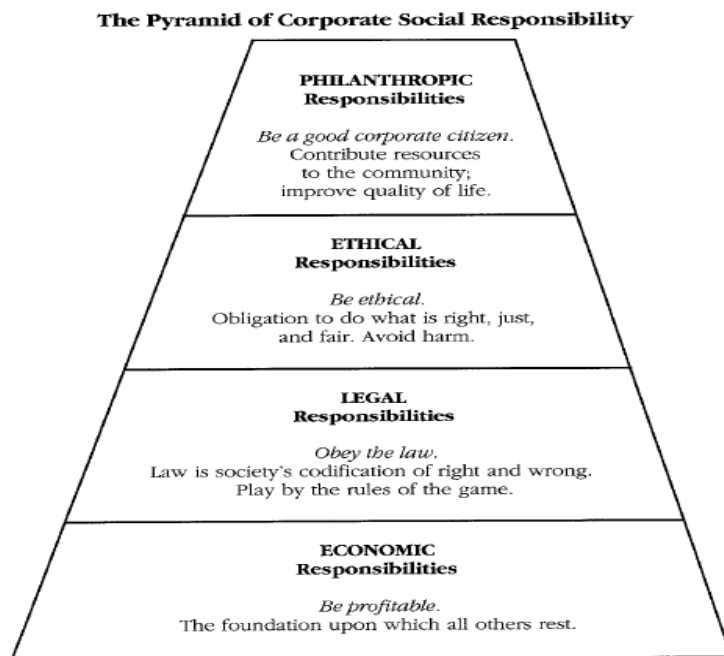 The Pyramid of Corporate Social Responsibility
PHILANTHROPIC
Responsibilities
Be a good corporate citizen.
Contribute resources
to the community;
improve quality of life.
ETHICAL
Responsibilities
Be ethical.
Obligation to do what is right, just,
and fair. Avoid harm.
LEGAL
Responsibilities
Obey the law.
Law is society's codification of right and wrong.
Play by the rules of the game.
ECONOMIC
Responsibilities
Be profitable.
The foundation upon which all others rest.